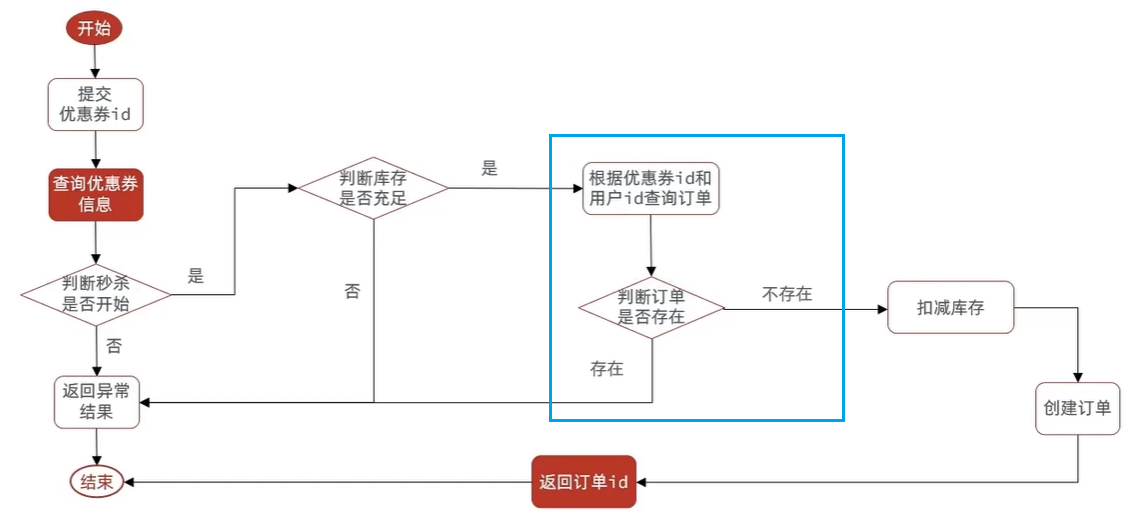 开始
提交
优惠券id
查询优惠券
信息
判断秒杀
是否开始
是
否
返回异常
结果
结束
判断库存
是否充足
是
否
根据优惠券id和
用户id查询订单
判断订单
是否存在
不存在
存在
扣减库存
创建订单
返回订单id